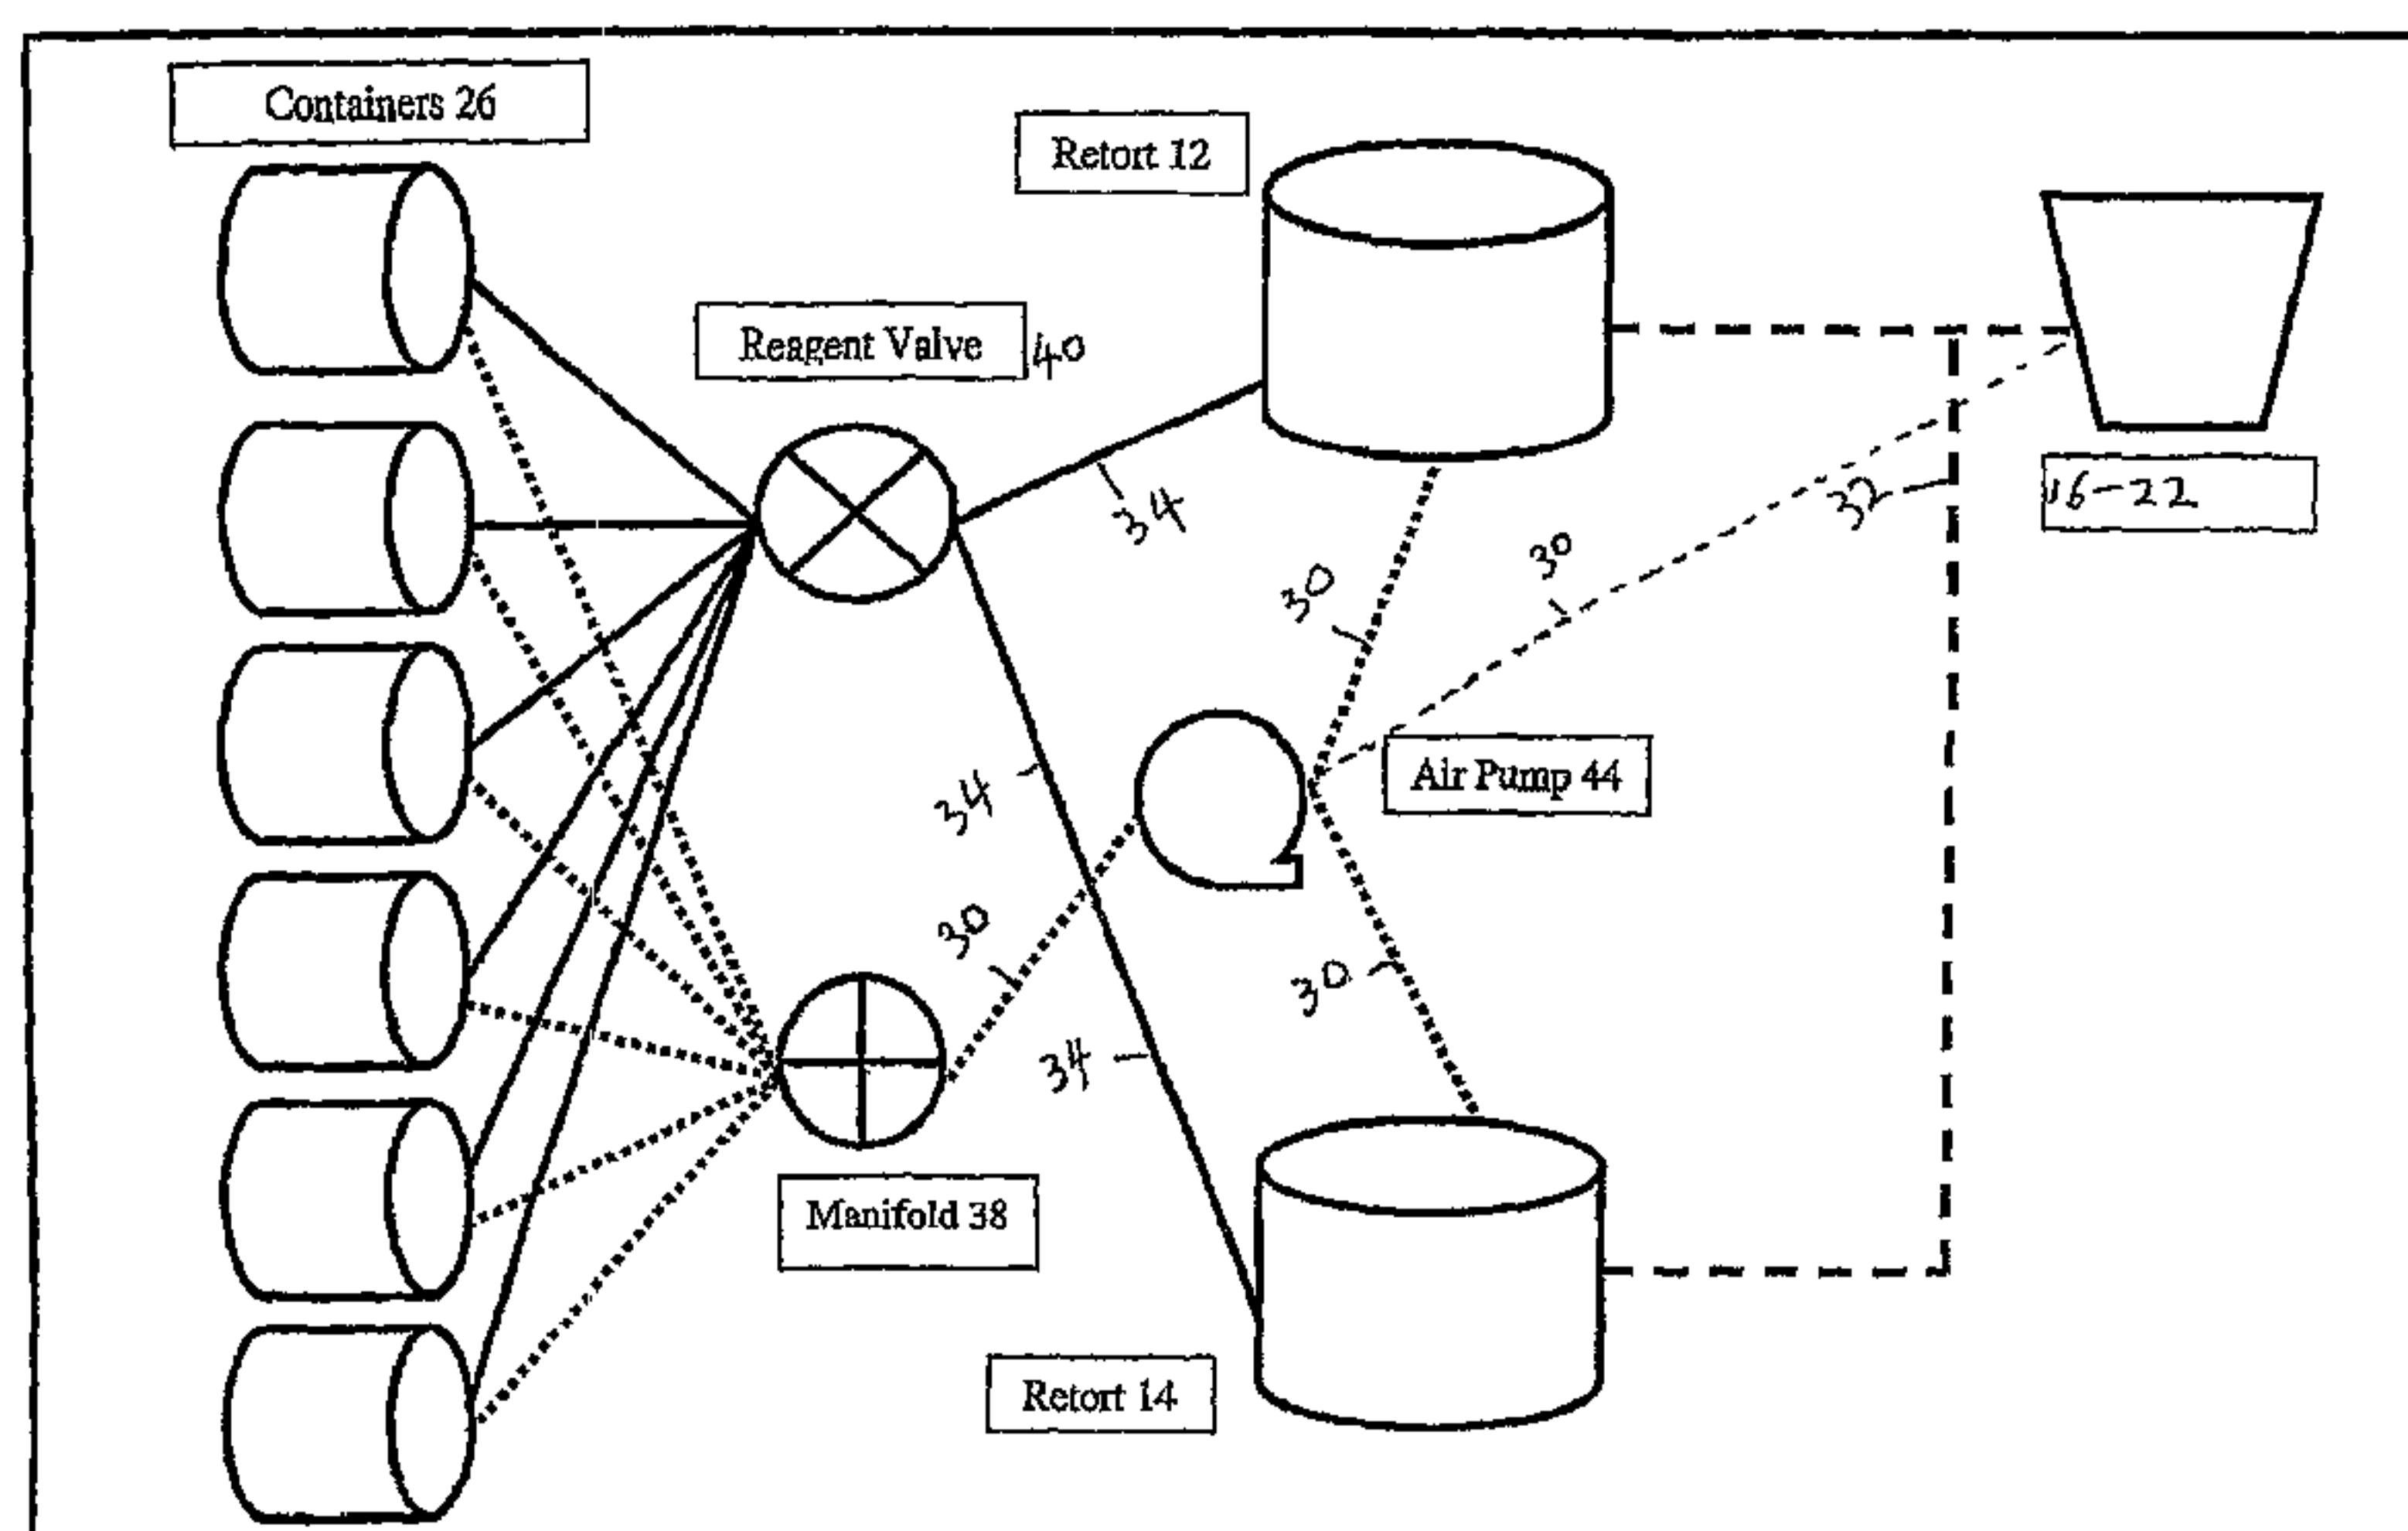 Containers 26
Retort 12
Reagent Valve 40
34
32
16-22
30
30
Air Pump 44
34
30
30
34
Manifold 38
Retort 14